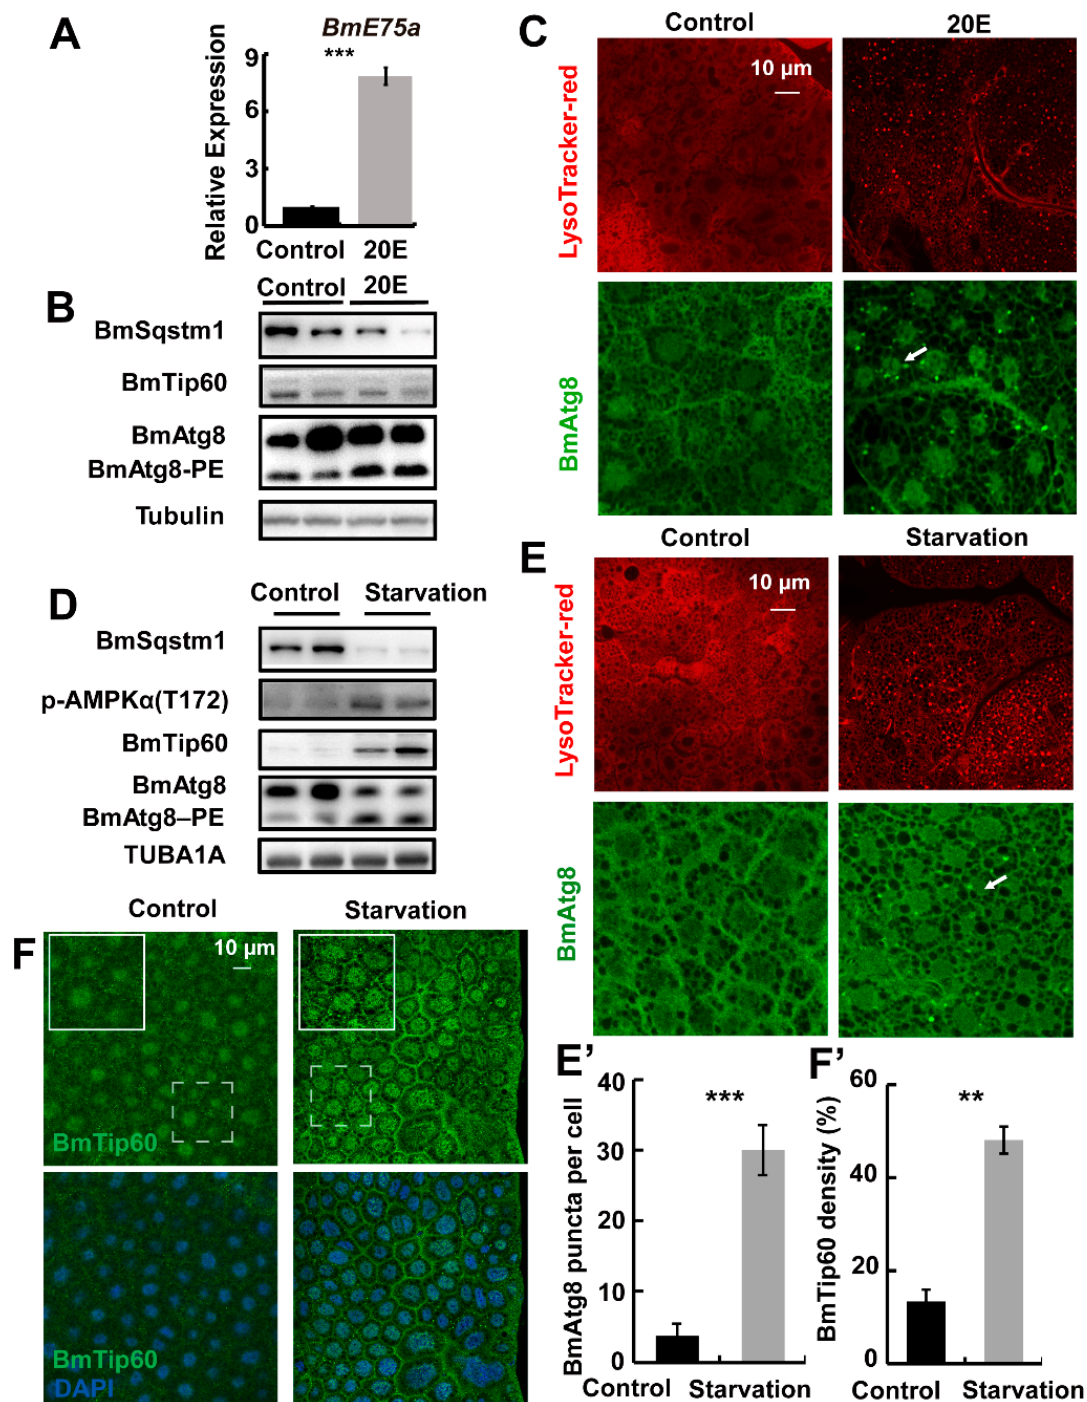 A
BmE75a
***
Relative Expression
9
6
3
0
Control 20E
B
Control 20E
BmSqstm1
BmTip60
BmAtg8
BmAtg8-PE
Tubulin
C
Control 20E
LysoTracker-red
10 μm
BmAtg8
D
Control Starvation
BmSqstm1
p-AMPKα(T172)
BmTip60
BmAtg8
BmAtg8–PE
TUBA1A
E
Control Starvation
LysoTracker-red
10 μm
BmAtg8
F
Control Starvation
10 μm
BmTip60
BmTip60
DAPI
E'
BmAtg8 puncta per cell
40
30
20
10
0
***
Control Starvation
F'
BmTip60 density (%)
60
40
20
0
**
Control Starvation